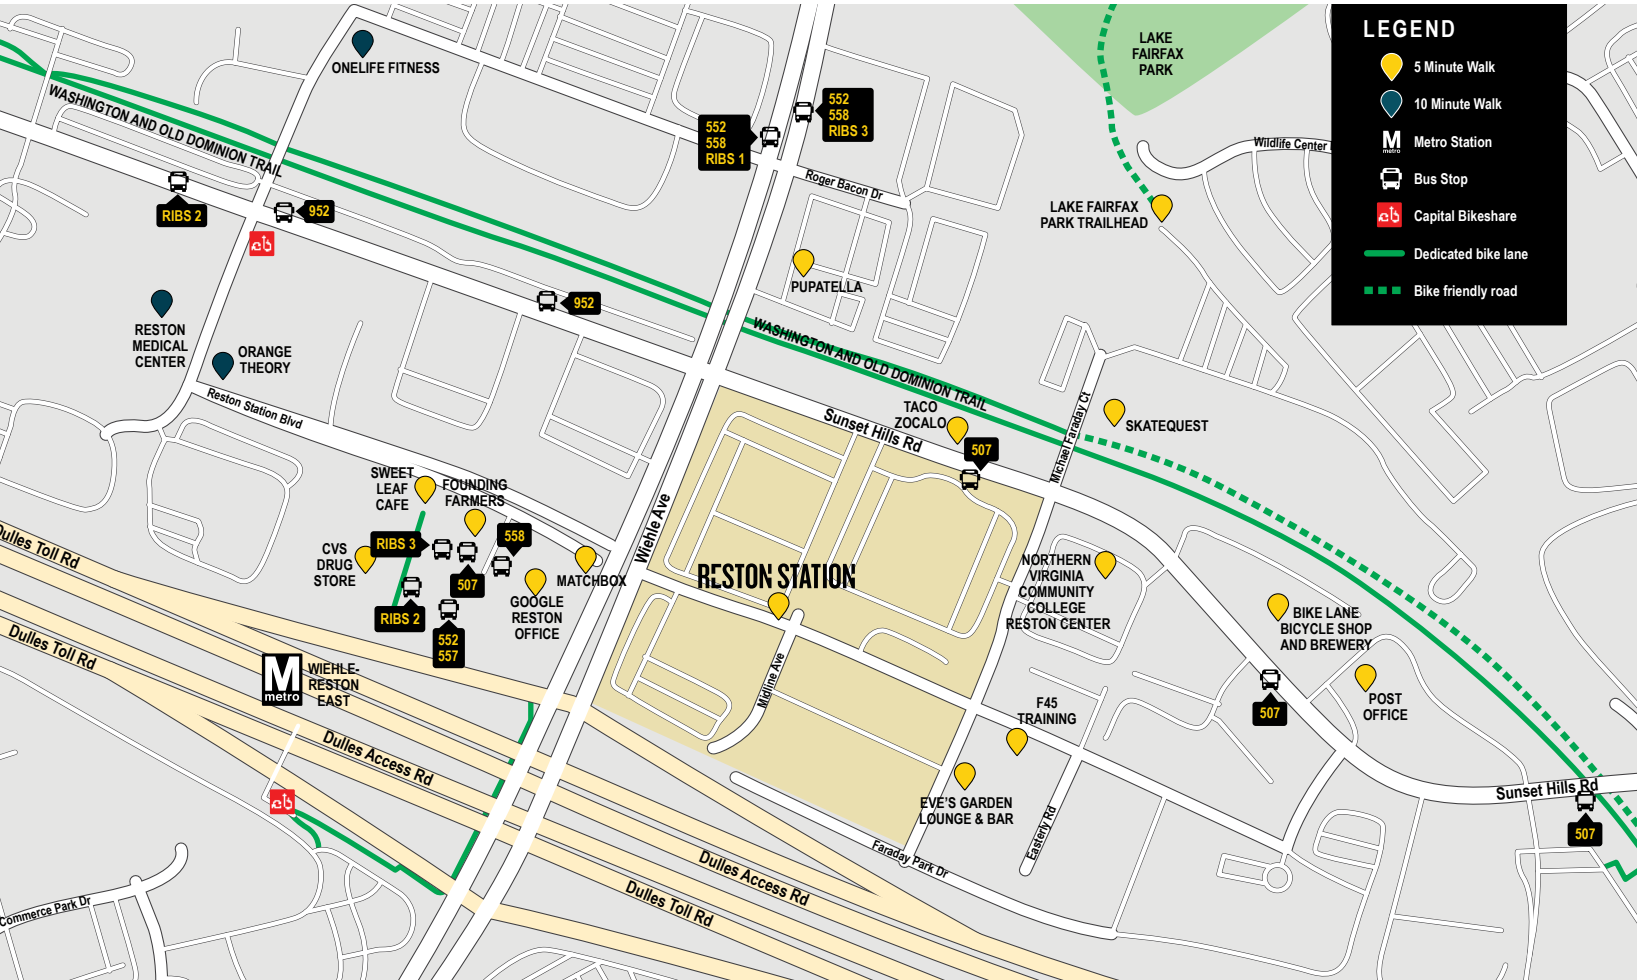 LEGEND
5 Minute Walk
10 Minute Walk
M
metro
Metro Station
Bus Stop
cb
Capital Bikeshare
Dedicated bike lane
Bike friendly road
LAKE
FAIRFAX
PARK
ONELIFE FITNESS
WASHINGTON AND OLD DOMINION TRAIL
552
558
RIBS 1
552
558
RIBS 3
Wildlife Center
Roger Bacon Dr
RIBS 2
952
cb
LAKE FAIRFAX
PARK TRAILHEAD
PUPATELLA
952
RESTON
MEDICAL
CENTER
ORANGE
THEORY
WASHINGTON AND OLD DOMINION TRAIL
Reston Station Blvd
TACO
ZOCALO
Sunset Hills Rd
507
Michael Faraday Ct
SKATEQUEST
SWEET
LEAF
CAFE
FOUNDING
FARMERS
Wiehle Ave
Dulles Toll Rd
CVS
DRUG
STORE
RIBS 3
558
507
MATCHBOX
RIBS 2
GOOGLE
RESTON
OFFICE
552
557
RESTON STATION
NORTHERN
VIRGINIA
COMMUNITY
COLLEGE
RESTON CENTER
BIKE LANE
BICYCLE SHOP
AND BREWERY
Dulles Toll Rd
M
metro
WIEHLE-
RESTON
EAST
Midline Ave
F45
TRAINING
507
POST
OFFICE
Dulles Access Rd
cb
EVE'S GARDEN
LOUNGE & BAR
Easterly Rd
Sunset Hills Rd
507
Faraday Park Dr
Dulles Access Rd
Dulles Toll Rd
Commerce Park Dr